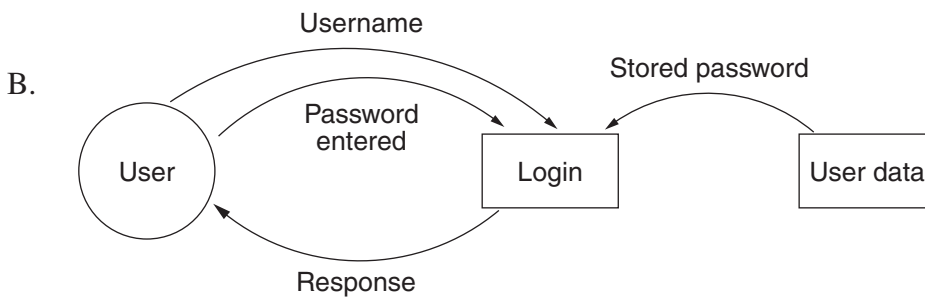 Username
B.
Stored password
Password
entered
User
Login
User data
Response